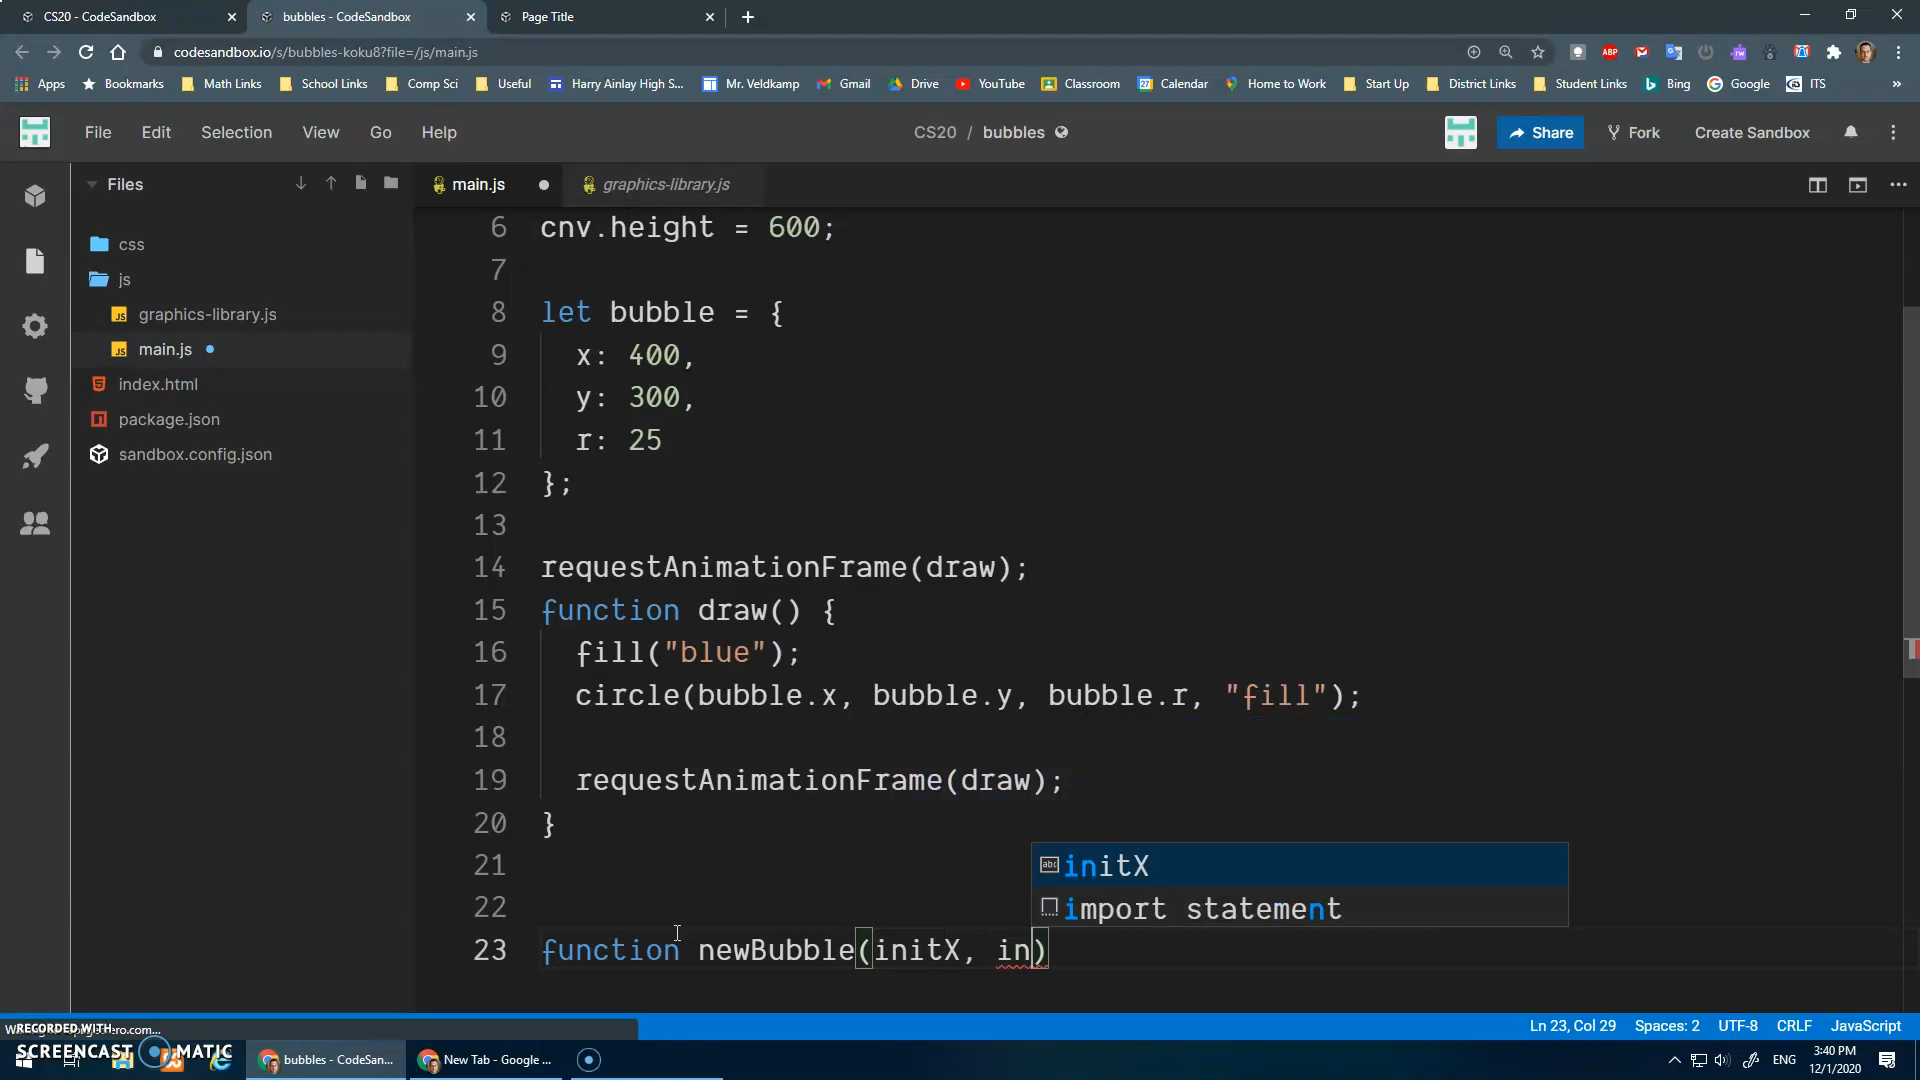 CS20 - CodeSandbox
bubbles - CodeSandbox
Page Title
codesandbox.io/s/bubbles-koku8?file=/js/main.js
Apps
Bookmarks
Math Links
School Links
Comp Sci
Useful
Harry Ainlay High S...
Mr. Veldkamp
Gmail
Drive
YouTube
Classroom
Calendar
Home to Work
Start Up
District Links
Student Links
Bing
Google
ITS
»
File Edit Selection View Go Help
CS20 / bubbles
Share
Fork
Create Sandbox
Files
main.js
graphics-library.js
css
js
graphics-library.js
main.js
index.html
package.json
sandbox.config.json
6 cnv.height = 600;
7
8 let bubble = {
9 x: 400,
10 y: 300,
11 r: 25
12 };
13
14 requestAnimationFrame(draw);
15 function draw() {
16 fill("blue");
17 circle(bubble.x, bubble.y, bubble.r, "fill");
18
19 requestAnimationFrame(draw);
20 }
21
22
23 function newBubble(initX, in)
initX
import statement
Ln 23, Col 29
Spaces: 2
UTF-8
CRLF
JavaScript
RECORDED WITH
SCREENCAST MATIC
bubbles - CodeSan...
New Tab - Google ...
ENG
3:40 PM
12/1/2020